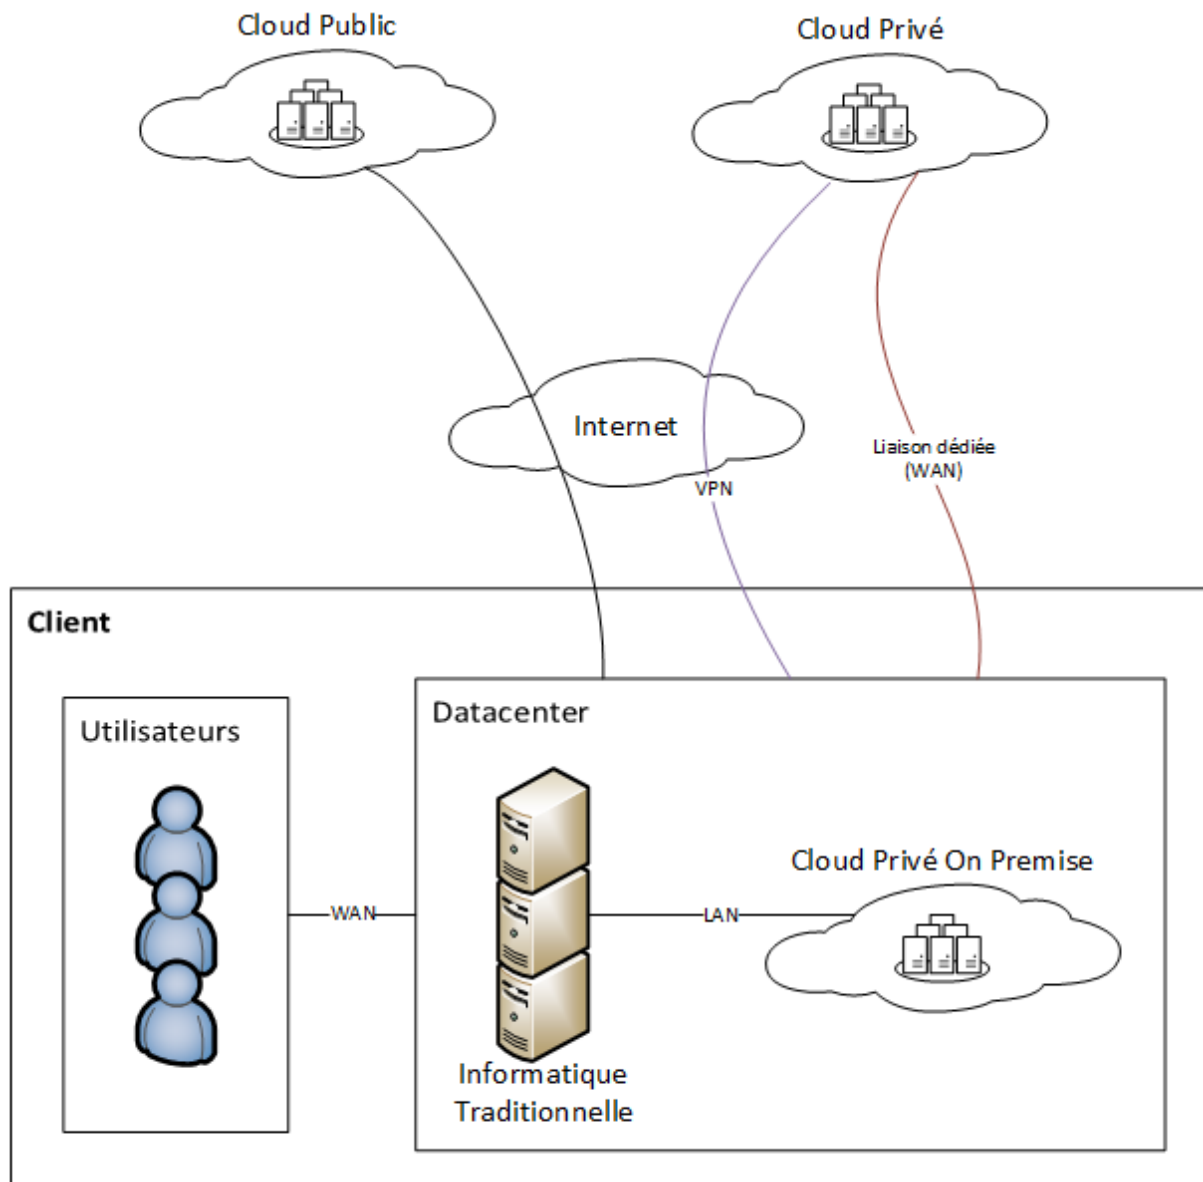 Cloud Public
Cloud Privé
Internet
VPN
Liaison dédiée
(WAN)
Client
Utilisateurs
Datacenter
WAN
LAN
Cloud Privé On Premise
Informatique
Traditionnelle